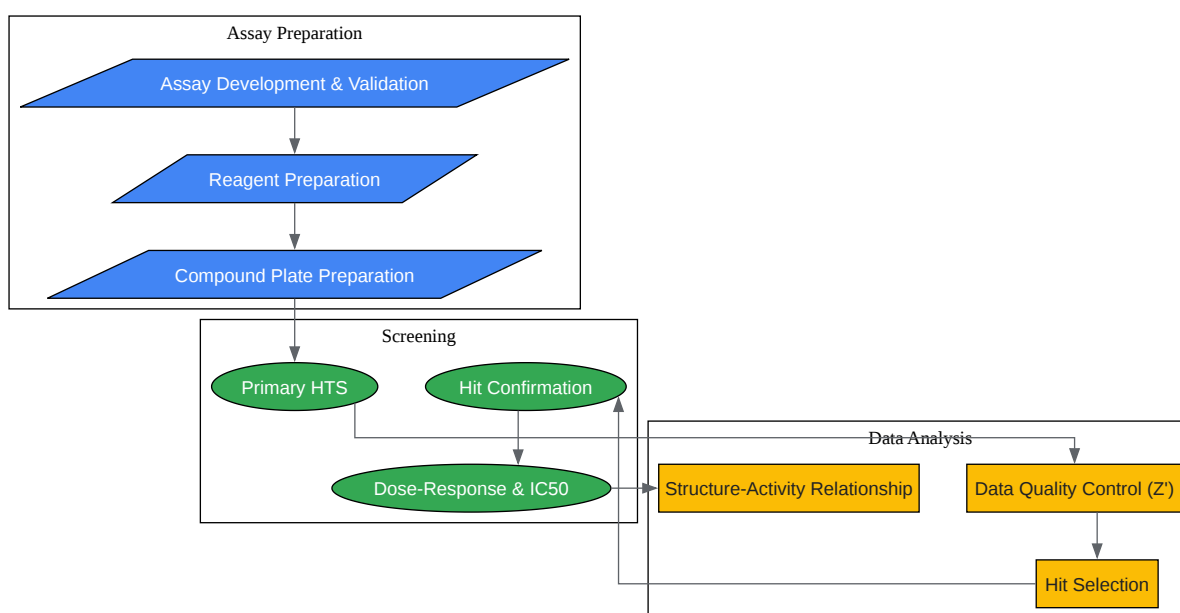 Assay Preparation
Assay Development & Validation
Reagent Preparation
Compound Plate Preparation
Screening
Primary HTS
Hit Confirmation
Dose-Response & IC50
Data Analysis
Structure-Activity Relationship
Data Quality Control (Z')
Hit Selection